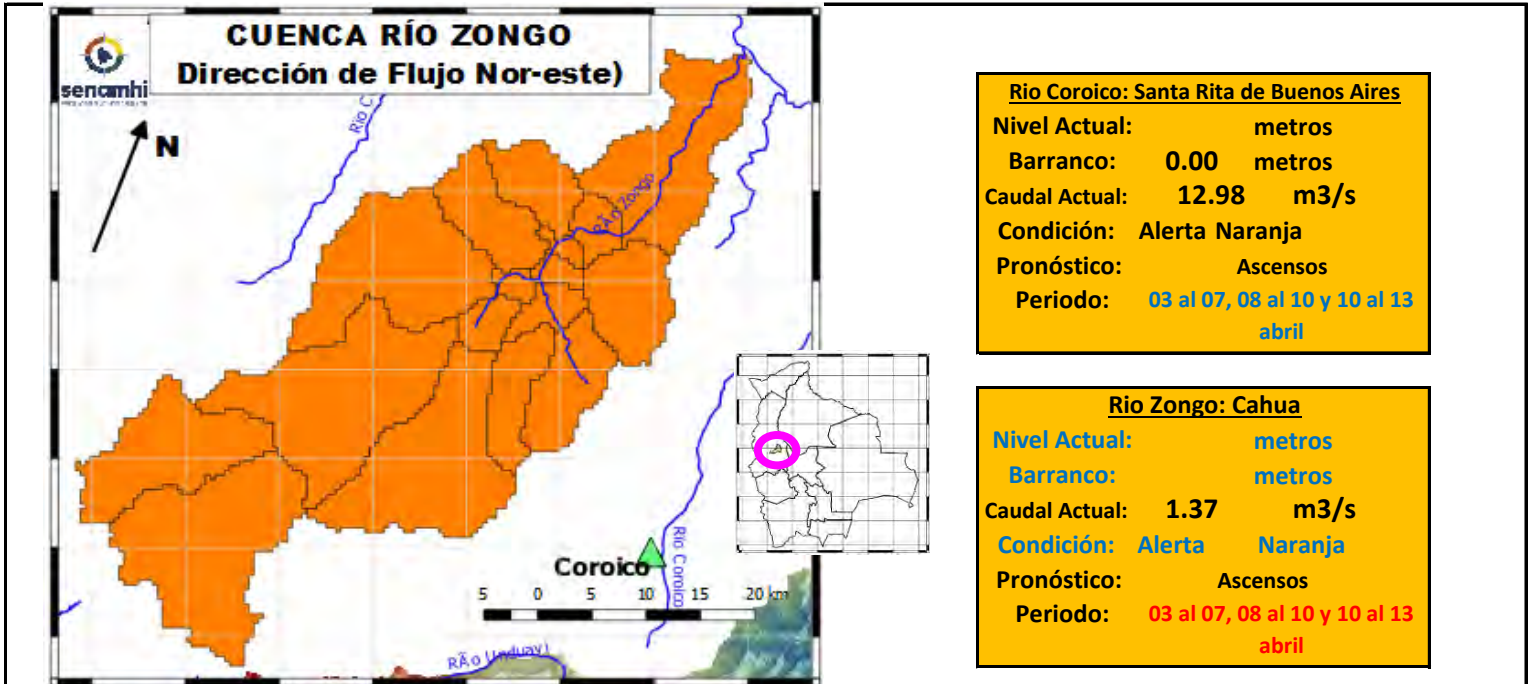 CUENCA RÍO ZONGO
Dirección de Flujo Nor-este)
senamhi
N
Río C
RÃo Zongo
Coroico
Río Coroico
5 0 5 10 15 20 km
RÃo Unduavi
Rio Coroico: Santa Rita de Buenos Aires
Nivel Actual: metros
Barranco: 0.00 metros
Caudal Actual: 12.98 m3/s
Condición: Alerta Naranja
Pronóstico: Ascensos
Periodo: 03 al 07, 08 al 10 y 10 al 13
abril
Rio Zongo: Cahua
Nivel Actual: metros
Barranco: metros
Caudal Actual: 1.37 m3/s
Condición: Alerta Naranja
Pronóstico: Ascensos
Periodo: 03 al 07, 08 al 10 y 10 al 13
abril